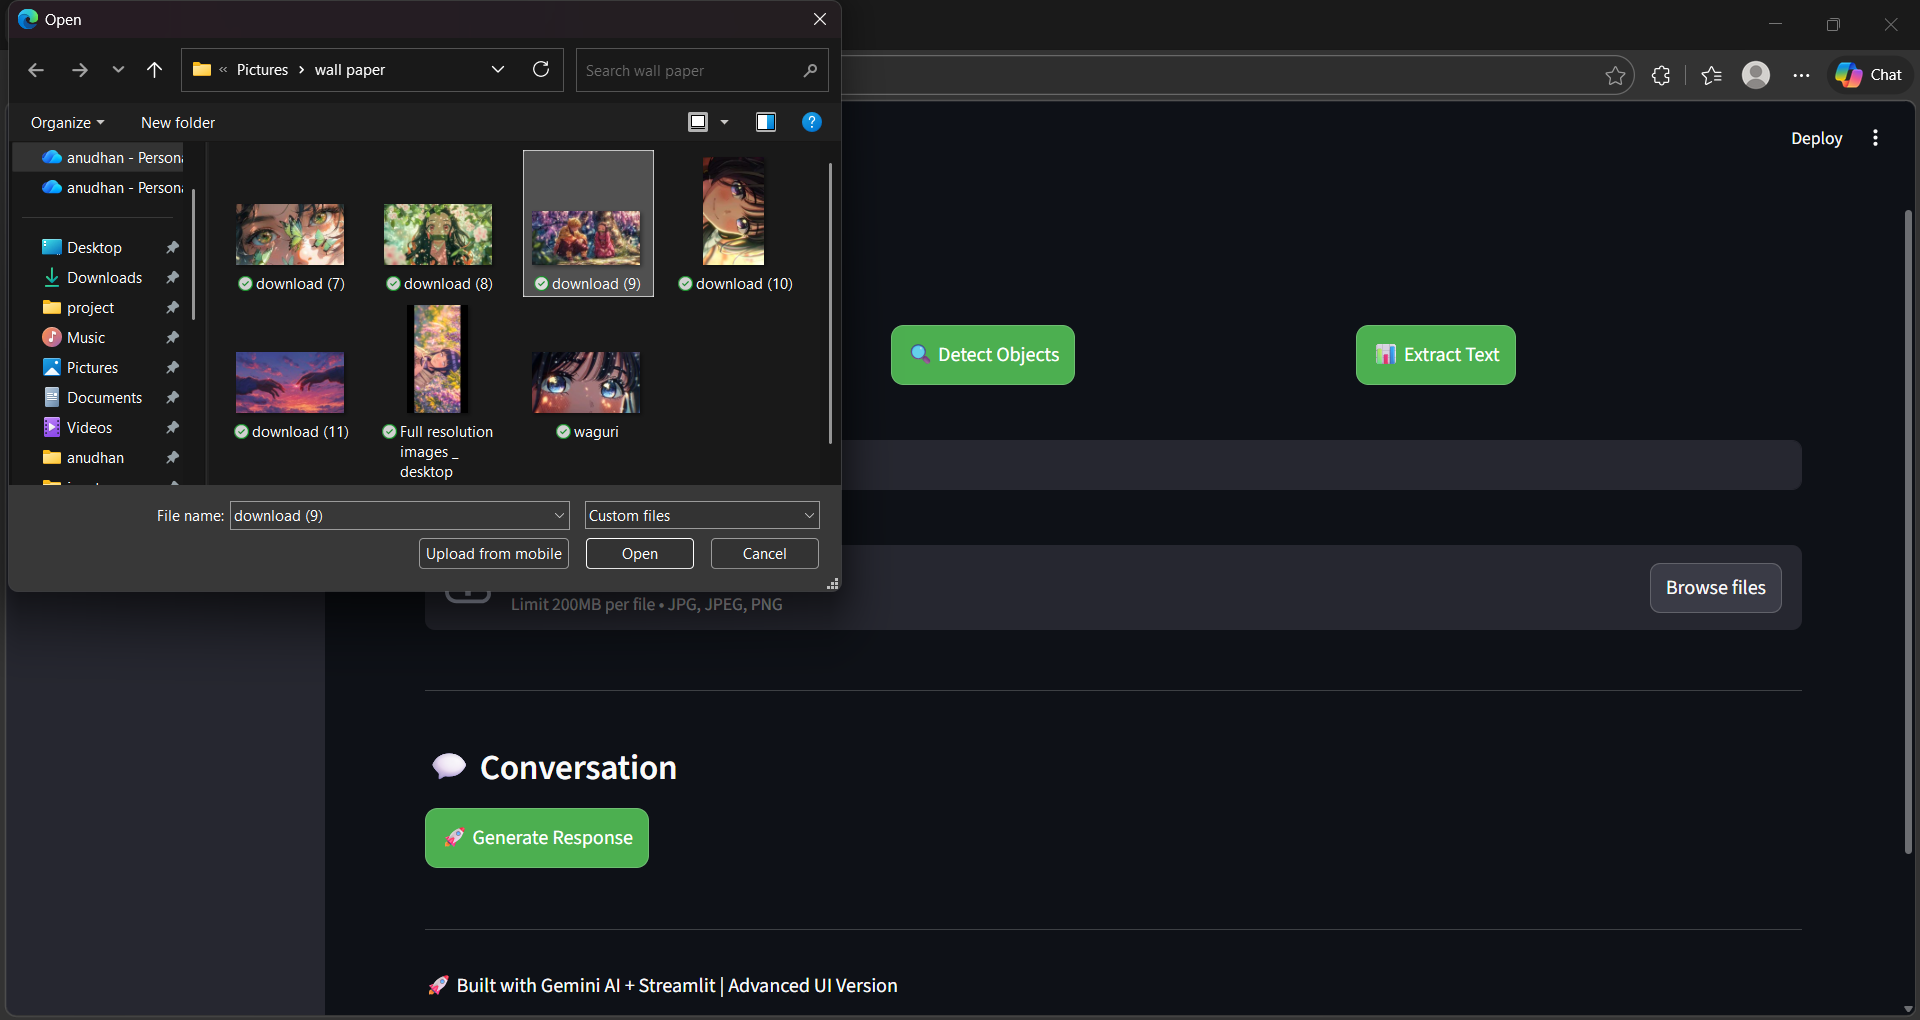 Open
Pictures › wall paper
Search wall paper
Chat
Organize
New folder
Deploy
anudhan - Persona
anudhan - Persona
Desktop
Downloads
project
Music
Pictures
Documents
Videos
anudhan
download (7)
download (8)
download (9)
download (10)
download (11)
Full resolution
images _
desktop
waguri
Detect Objects
Extract Text
File name:
download (9)
Custom files
Upload from mobile
Open
Cancel
Limit 200MB per file • JPG, JPEG, PNG
Browse files
Conversation
Generate Response
Built with Gemini AI + Streamlit | Advanced UI Version